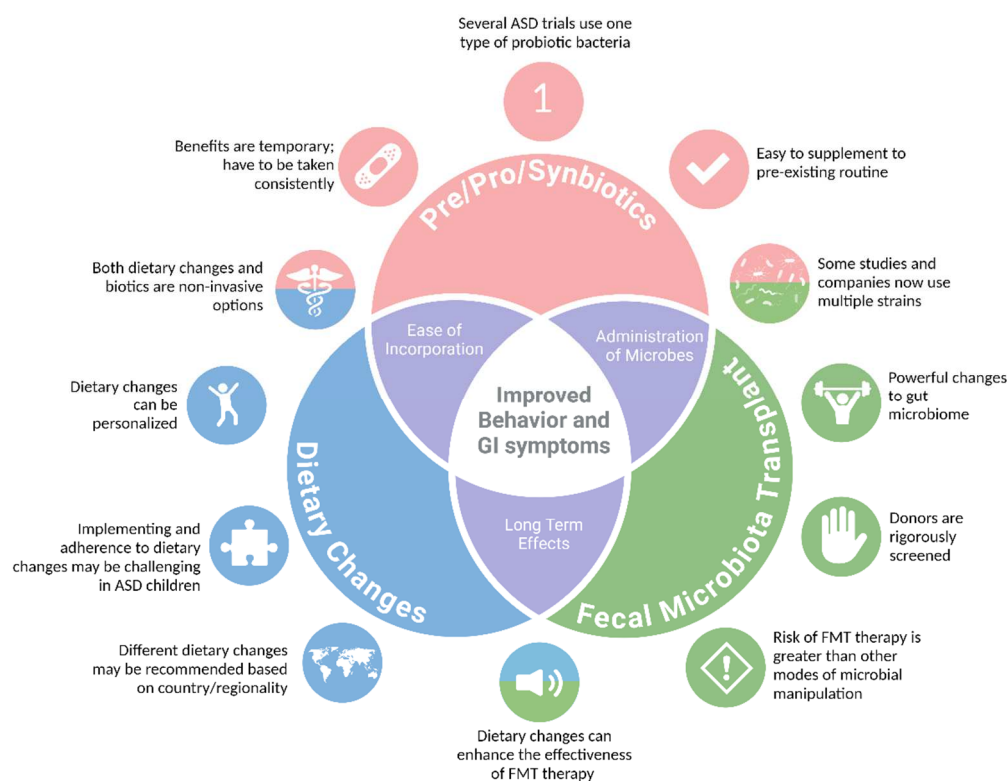 Several ASD trials use one
type of probiotic bacteria
1
Benefits are temporary;
have to be taken
consistently
Easy to supplement to
pre-existing routine
Pre/Pro/Synbiotics
Both dietary changes and
biotics are non-invasive
options
Some studies and
companies now use
multiple strains
Ease of
Incorporation
Administration
of Microbes
Dietary changes
can be
personalized
Improved
Behavior and
GI symptoms
Powerful changes
to gut
microbiome
Dietary Changes
Fecal Microbiota Transplant
Implementing and
adherence to dietary
changes may be challenging
in ASD children
Long Term
Effects
Donors are
rigorously
screened
Different dietary changes
may be recommended based
on country/regionality
Risk of FMT therapy is
greater than other
modes of microbial
manipulation
Dietary changes can
enhance the effectiveness
of FMT therapy